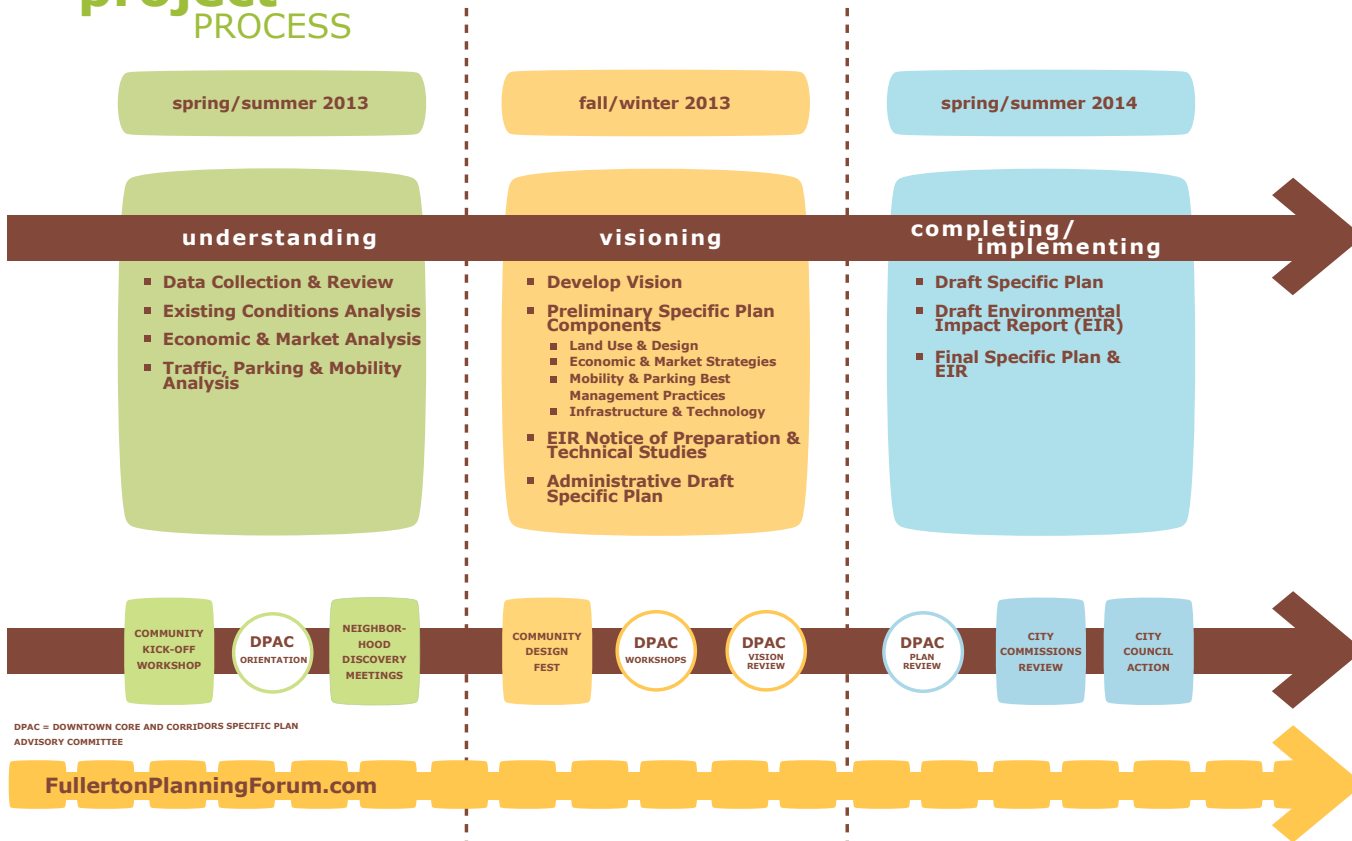 project
PROCESS
spring/summer 2013
fall/winter 2013
spring/summer 2014
understanding
visioning
completing/
implementing
Data Collection & Review
Existing Conditions Analysis
Economic & Market Analysis
Traffic, Parking & Mobility
Analysis
Develop Vision
Preliminary Specific Plan
Components
Land Use & Design
Economic & Market Strategies
Mobility & Parking Best
Management Practices
Infrastructure & Technology
EIR Notice of Preparation &
Technical Studies
Administrative Draft
Specific Plan
Draft Specific Plan
Draft Environmental
Impact Report (EIR)
Final Specific Plan &
EIR
COMMUNITY
KICK-OFF
WORKSHOP
DPAC
ORIENTATION
NEIGHBOR-
HOOD
DISCOVERY
MEETINGS
COMMUNITY
DESIGN
FEST
DPAC
WORKSHOPS
DPAC
VISION
REVIEW
DPAC
PLAN
REVIEW
CITY
COMMISSIONS
REVIEW
CITY
COUNCIL
ACTION
DPAC = DOWNTOWN CORE AND CORRIDORS SPECIFIC PLAN
ADVISORY COMMITTEE
FullertonPlanningForum.com